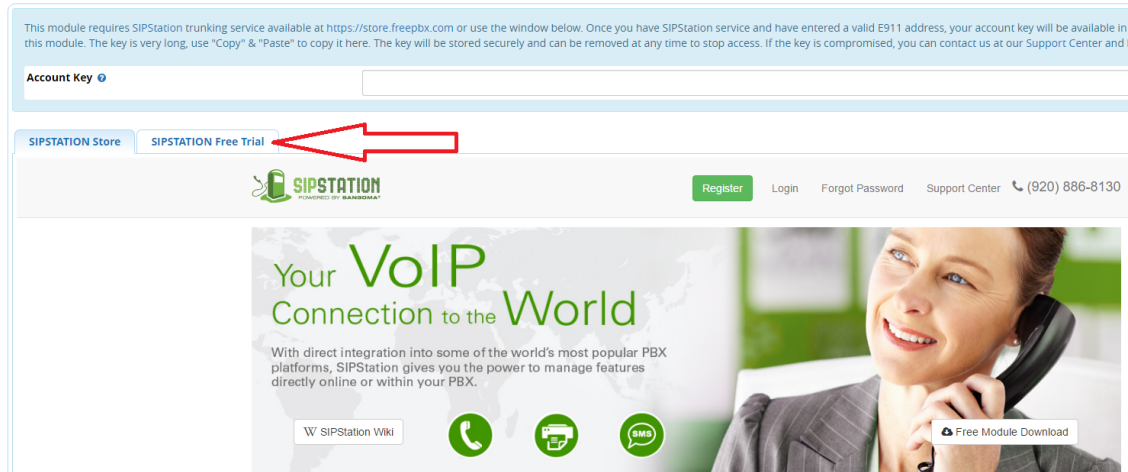 This module requires SIPStation trunking service available at https://store.freepbx.com or use the window below. Once you have SIPStation service and have entered a valid E911 address, your account key will be available in
this module. The key is very long, use "Copy" & "Paste" to copy it here. The key will be stored securely and can be removed at any time to stop access. If the key is compromised, you can contact us at our Support Center and
Account Key
SIPSTATION Store SIPSTATION Free Trial
SIPSTATION
POWERED BY SANGOMA
Register Login Forgot Password Support Center (920) 886-8130
Your VoIP
Connection to the World
With direct integration into some of the world's most popular PBX
platforms, SIPStation gives you the power to manage features
directly online or within your PBX.
W SIPStation Wiki
SMS
Free Module Download